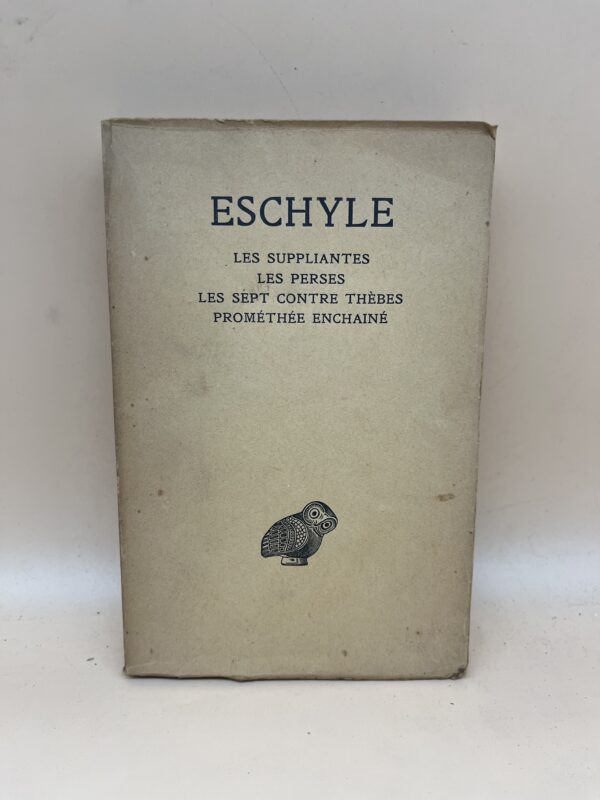 ESCHYLE
LES SUPPLIANTES
LES PERSES
LES SEPT CONTRE THÈBES
PROMÉTHÉE ENCHAINÉ